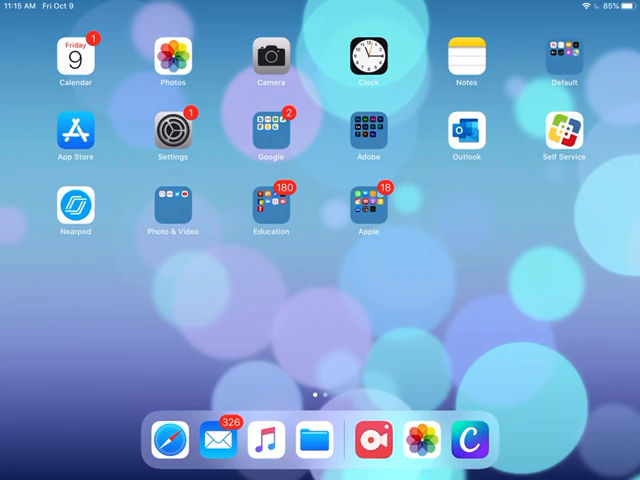 11:15 AM Fri Oct 9 85%
1
Friday
9
Calendar Photos Camera Clock Notes Default
1 2
App Store Settings Google Adobe Outlook Self Service
180 18
Nearpod Photo & Video Education Apple
326